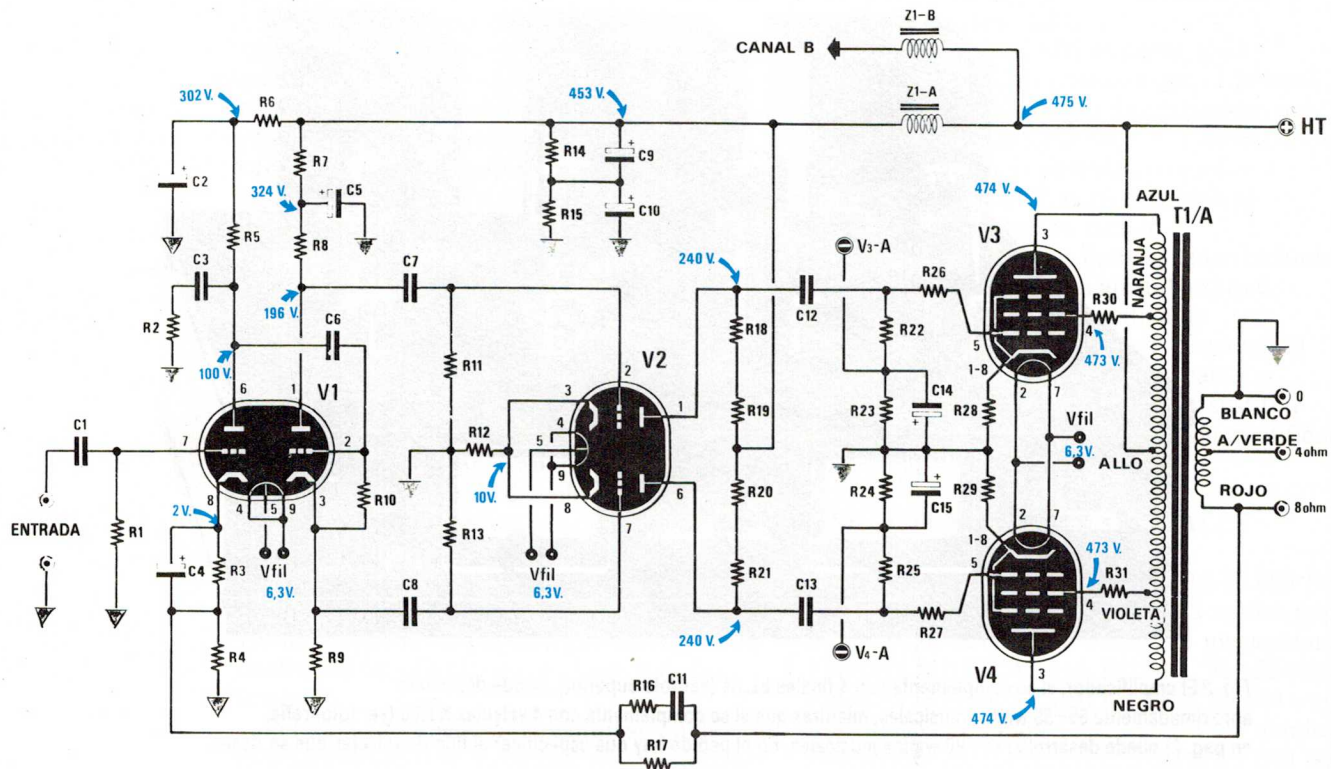 Z1-B
CANAL B
Z1-A
302 V.
R6
453 V.
475 V.
HT
R7
R14
C9
C2
324 V.
C5
R15
C10
474 V.
AZUL
T1/A
3
V3
NARANJA
R5
C3
C7
240 V.
V3-A
R26
R30
R2
196 V.
C6
C12
R22
4
473 V.
5
100 V.
R11
2
V2
R18
1-8
C14
6
1
V1
3
4
5
9
1
R19
R23
R28
2
7
Vfil
6,3V.
0
BLANCO
A/VERDE
4ohm
C1
7
2
R12
ALLO
R10
10V.
8
6
R20
R24
C15
R29
ROJO
8ohm
8
4
5
9
3
2V.
ENTRADA
R1
R13
7
2
7
1-8
Vfil
6,3V.
Vfil
6,3V.
R21
R25
5
473 V.
R31
C4
R3
C8
C13
4
VIOLETA
R27
240 V.
V4-A
R4
R9
V4
3
R16
C11
474 V.
NEGRO
R17